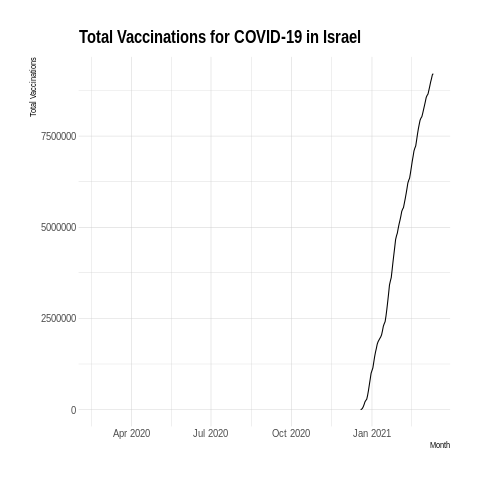 Total Vaccinations for COVID-19 in Israel
Total Vaccinations
7500000
5000000
2500000
0
Apr 2020 Jul 2020 Oct 2020 Jan 2021
Month